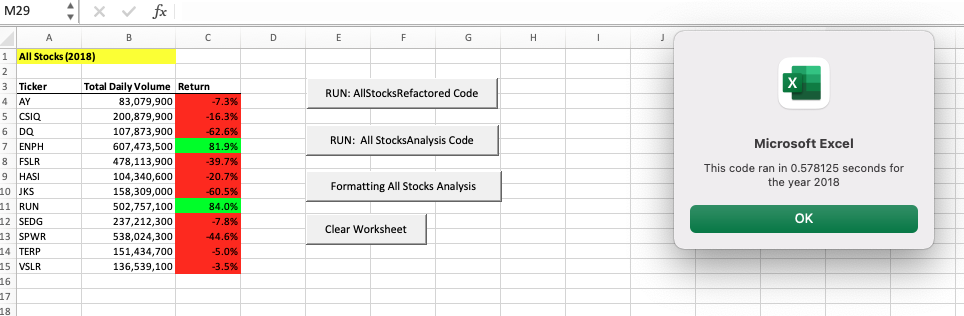 M29 fx
A B C D E F G H I J
1 All Stocks (2018)
2
3 Ticker Total Daily Volume Return
4 AY 83,079,900 -7.3%
5 CSIQ 200,879,900 -16.3%
6 DQ 107,873,900 -62.6%
7 ENPH 607,473,500 81.9%
8 FSLR 478,113,900 -39.7%
9 HASI 104,340,600 -20.7%
10 JKS 158,309,000 -60.5%
11 RUN 502,757,100 84.0%
12 SEDG 237,212,300 -7.8%
13 SPWR 538,024,300 -44.6%
14 TERP 151,434,700 -5.0%
15 VSLR 136,539,100 -3.5%
16
17
18
RUN: AllStocksRefactored Code
RUN: All StocksAnalysis Code
Formatting All Stocks Analysis
Clear Worksheet
X
Microsoft Excel
This code ran in 0.578125 seconds for
the year 2018
OK